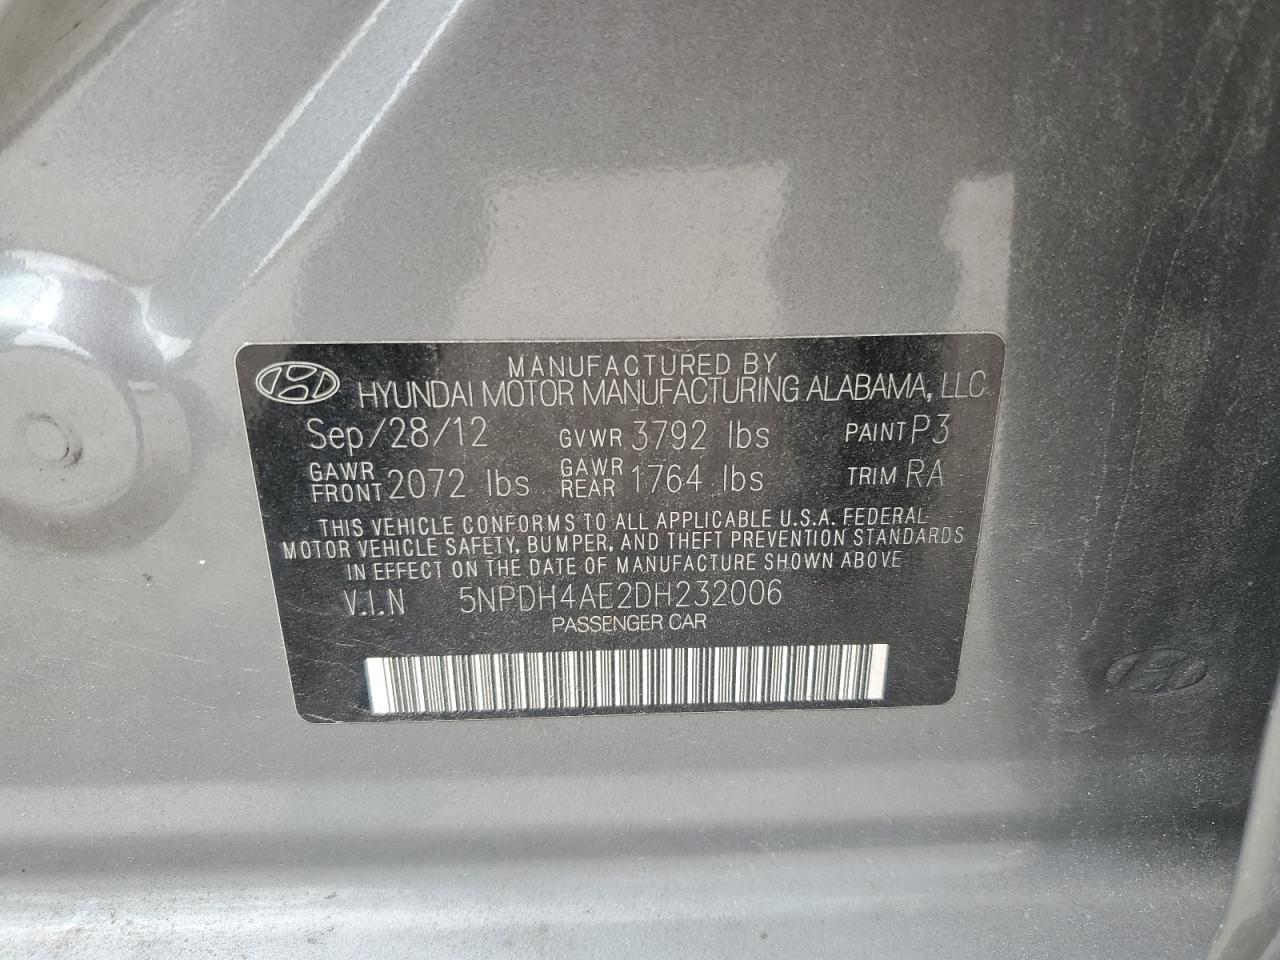 MANUFACTURED BY
HYUNDAI MOTOR MANUFACTURING ALABAMA, LLC
Sep/28/12 GVWR 3792 lbs PAINT P3
GAWR FRONT 2072 lbs GAWR REAR 1764 lbs TRIM RA
THIS VEHICLE CONFORMS TO ALL APPLICABLE U.S.A. FEDERAL
MOTOR VEHICLE SAFETY, BUMPER, AND THEFT PREVENTION STANDARDS
IN EFFECT ON THE DATE OF MANUFACTURE SHOWN ABOVE
V.I.N 5NPDH4AE2DH232006
PASSENGER CAR